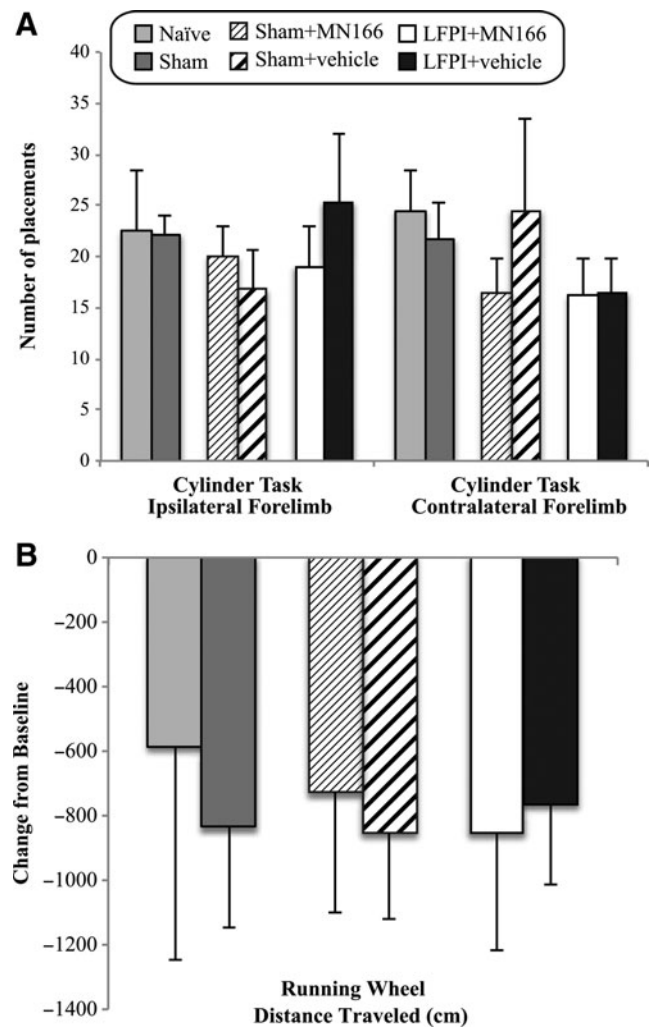 A
Naïve
Sham+MN166
LFPI+MN166
Sham
Sham+vehicle
LFPI+vehicle
40
35
30
25
20
15
10
5
0
Number of placements
Cylinder Task
Ipsilateral Forelimb
Cylinder Task
Contralateral Forelimb
B
0
−200
−400
−600
−800
−1000
−1200
−1400
Change from Baseline
Running Wheel
Distance Traveled (cm)